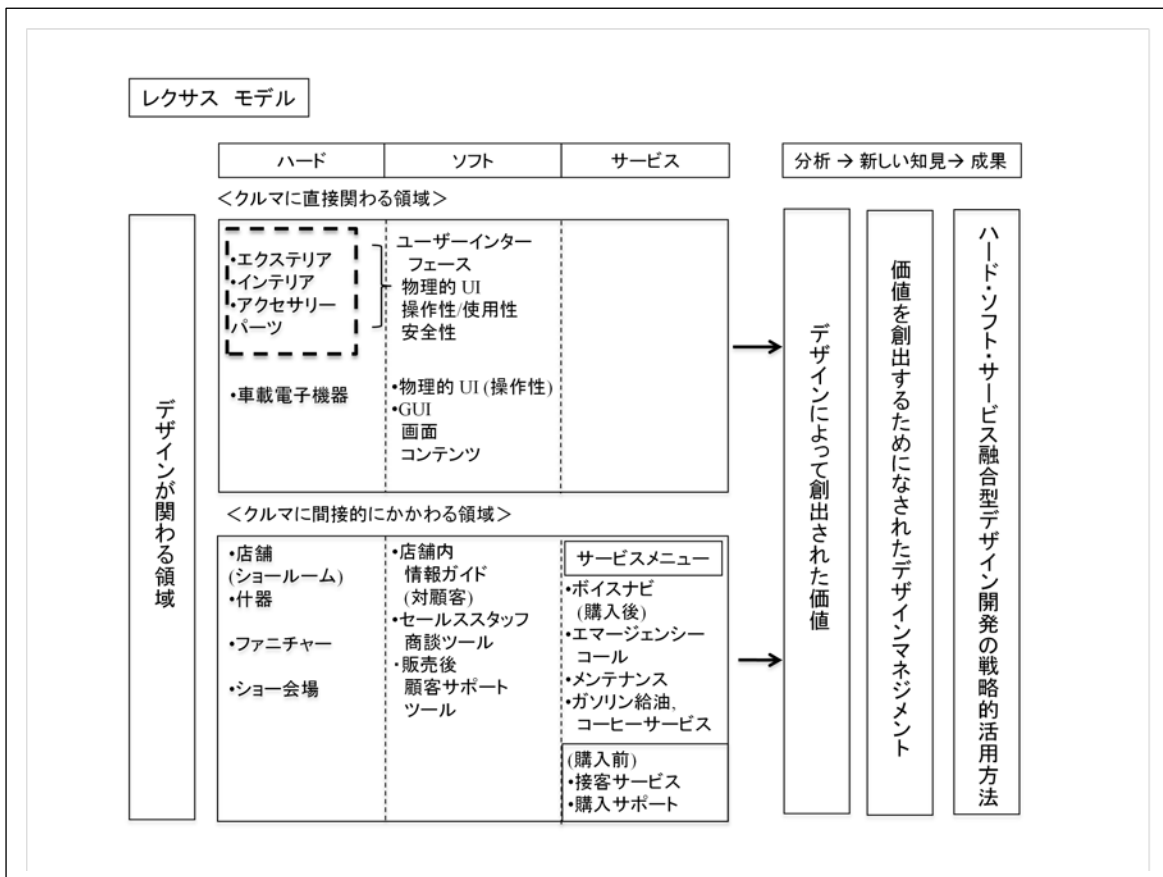 レクサス モデル
ハード
ソフト
サービス
分析 → 新しい知見→ 成果
＜クルマに直接関わる領域＞
デザインが関わる領域
•エクステリア
•インテリア
•アクセサリー
パーツ
•車載電子機器
ユーザーインター
フェース
物理的 UI
操作性/使用性
安全性
•物理的 UI (操作性)
•GUI
画面
コンテンツ
＜クルマに間接的にかかわる領域＞
•店舗
(ショールーム)
•什器
•ファニチャー
•ショー会場
•店舗内
情報ガイド
(対顧客)
•セールススタッフ
商談ツール
・販売後
顧客サポート
ツール
サービスメニュー
•ボイスナビ
(購入後)
•エマージェンシー
コール
•メンテナンス
•ガソリン給油,
コーヒーサービス
(購入前)
•接客サービス
•購入サポート
デザインによって創出された価値
価値を創出するためになされたデザインマネジメント
ハード・ソフト・サービス融合型デザイン開発の戦略的活用方法